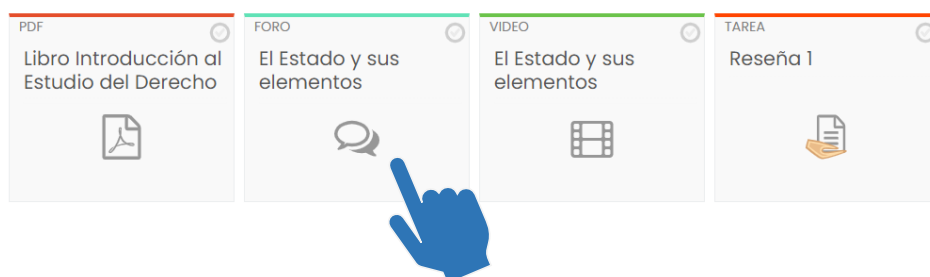 PDF
Libro Introducción al
Estudio del Derecho
FORO
El Estado y sus
elementos
VIDEO
El Estado y sus
elementos
TAREA
Reseña 1